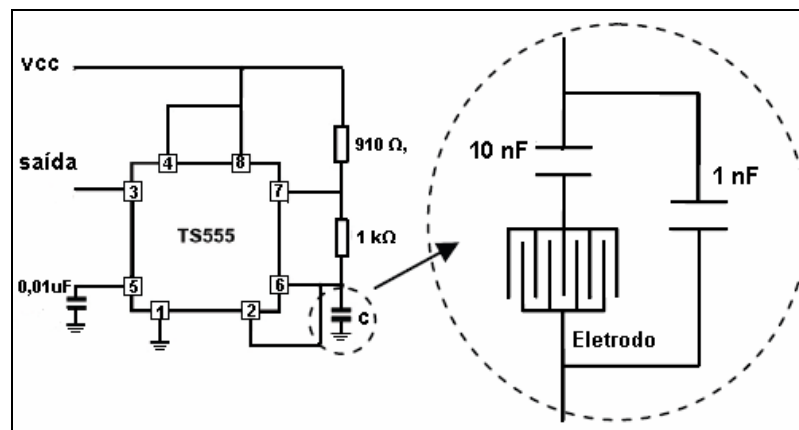 vcc
saída
4
8
3
7
TS555
5
6
1
2
0,01uF
910 Ω,
1 kΩ
C
10 nF
1 nF
Eletrodo